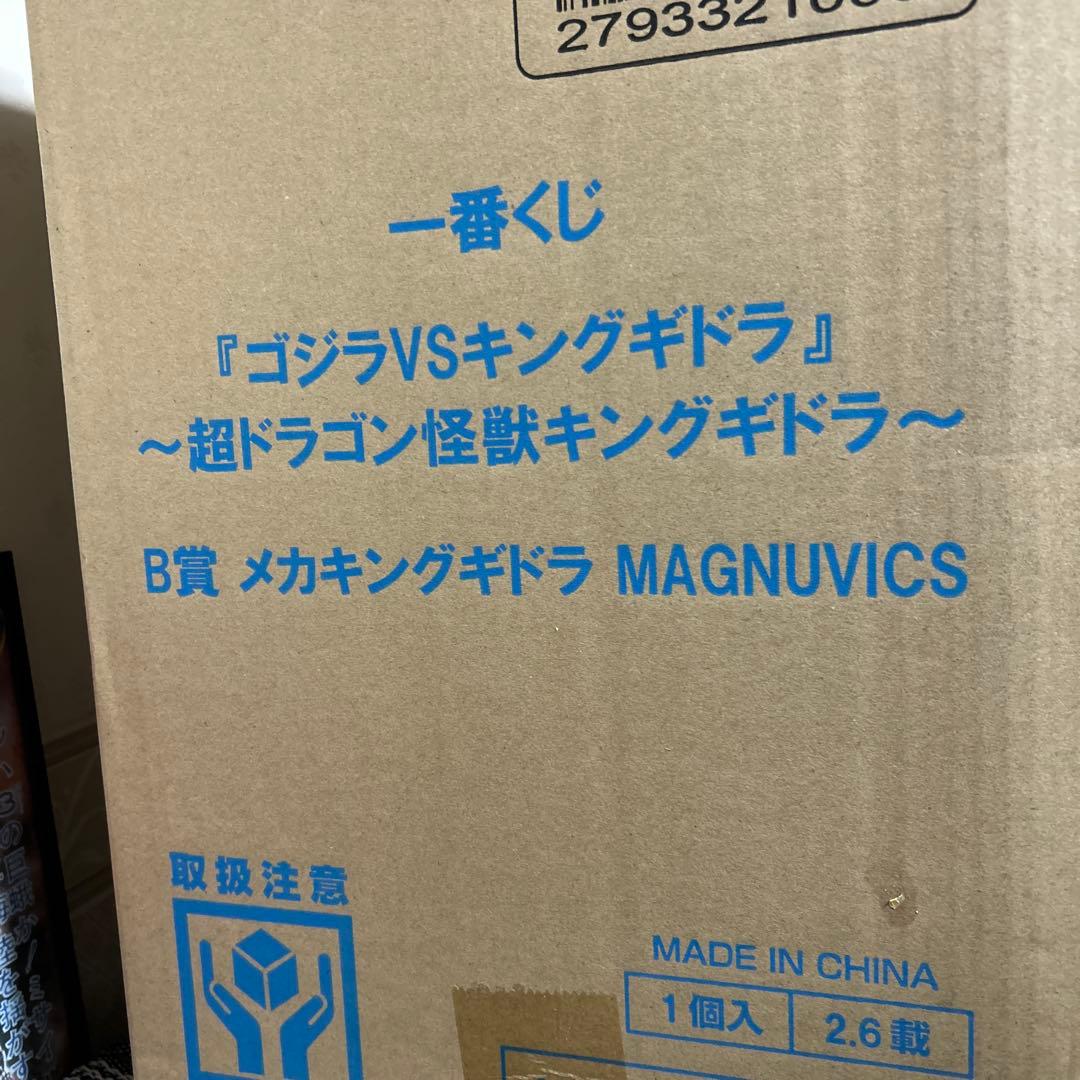 一番くじ
『ゴジラVSキングギドラ』
～超ドラゴン怪獣キングギドラ～
B賞 メカキングギドラ MAGNUVICS
取扱注意
MADE IN CHINA
1個入 2.6載